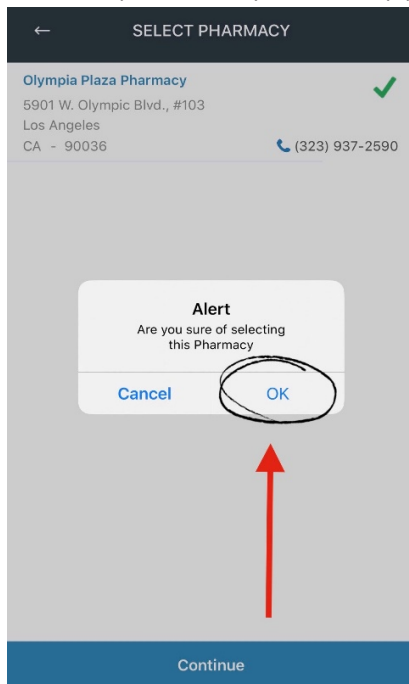 SELECT PHARMACY
Olympia Plaza Pharmacy
5901 W. Olympic Blvd., #103
Los Angeles
CA - 90036
(323) 937-2590
Alert
Are you sure of selecting
this Pharmacy
Cancel
OK
Continue